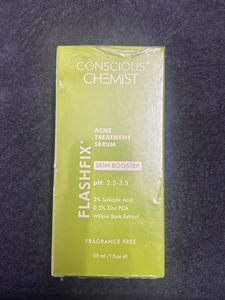 CONSCIOUS®
CHEMIST
FLASHFIX®
ACNE
TREATMENT
SERUM
SKIN BOOSTER
pH: 2.5-3.5
2% Salicylic Acid
0.5% Zinc PCA
Willow Bark Extract
FRAGRANCE FREE
30 ml / 1 fl.oz. ℮